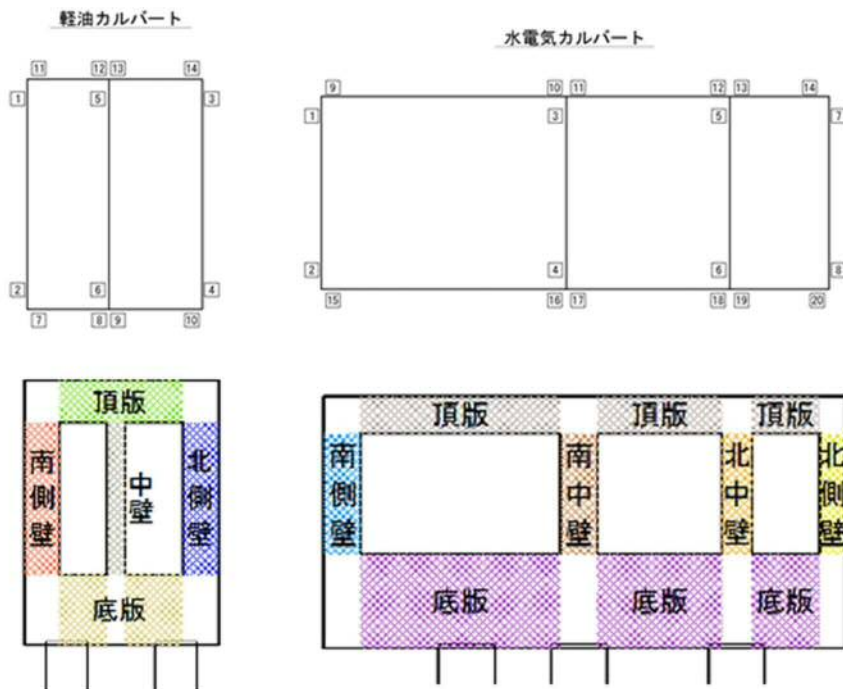 軽油カルバート
水電気カルバート
11 12 13 14
1 5 3
2 6 4
7 8 9 10
9 10 11 12 13 14
1 3 5 7
2 4 6 8
15 16 17 18 19 20
頂版
南側壁
中壁
北側壁
底版
頂版 頂版 頂版
南側壁
南中壁
北中壁
北側壁
底版 底版 底版